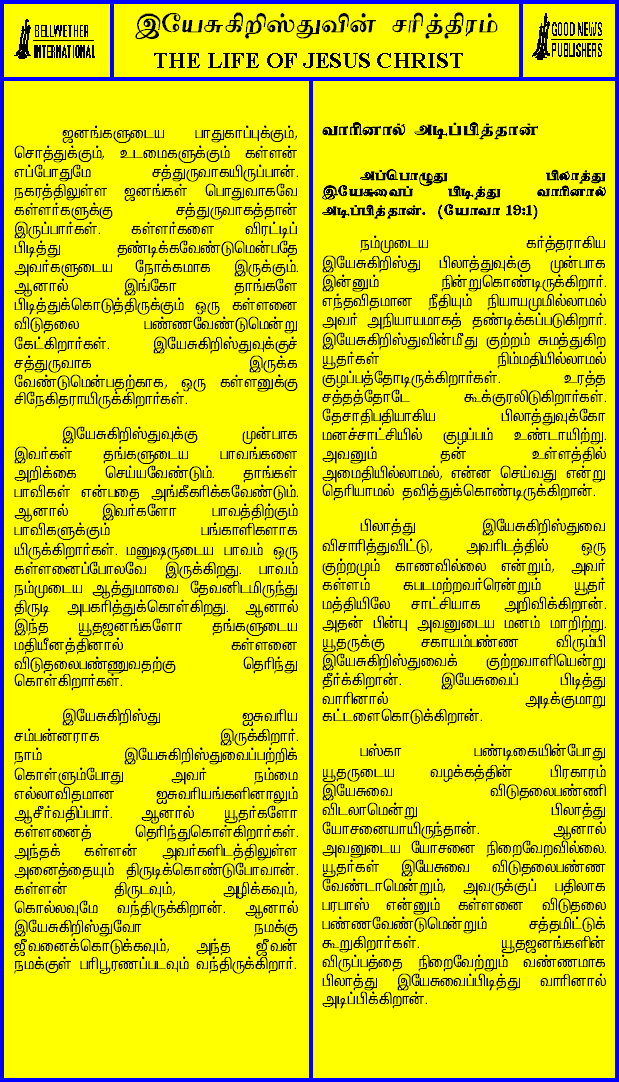 BELLWETHER
INTERNATIONAL
இயேசுகிறிஸ்துவின் சரித்திரம்
THE LIFE OF JESUS CHRIST
GOOD NEWS
PUBLISHERS
ஜனங்களுடைய பாதுகாப்புக்கும்,
சொத்துக்கும், உடமைகளுக்கும் கள்ளன்
எப்போதுமே சத்துருவாகயிருப்பான்.
நகரத்திலுள்ள ஜனங்கள் பொதுவாகவே
கள்ளர்களுக்கு சத்துருவாகத்தான்
இருப்பார்கள். கள்ளர்களை விரட்டிப்
பிடித்து தண்டிக்கவேண்டுமென்பதே
அவர்களுடைய நோக்கமாக இருக்கும்.
ஆனால் இங்கோ தாங்களே
பிடித்துக்கொடுத்திருக்கும் ஒரு கள்ளனை
விடுதலை பண்ணவேண்டுமென்று
கேட்கிறார்கள். இயேசுகிறிஸ்துவுக்குச்
சத்துருவாக இருக்க
வேண்டுமென்பதற்காக, ஒரு கள்ளனுக்கு
சிநேகிதராயிருக்கிறார்கள்.
இயேசுகிறிஸ்துவுக்கு முன்பாக
இவர்கள் தங்களுடைய பாவங்களை
அறிக்கை செய்யவேண்டும். தாங்கள்
பாவிகள் என்பதை அங்கீகரிக்கவேண்டும்.
ஆனால் இவர்களோ பாவத்திற்கும்
பாவிகளுக்கும் பங்காளிகளாக
யிருக்கிறார்கள். மனுஷருடைய பாவம் ஒரு
கள்ளனைப்போலவே இருக்கிறது. பாவம்
நம்முடைய ஆத்துமாவை தேவனிடமிருந்து
திருடி அபகரித்துக்கொள்கிறது. ஆனால்
இந்த யூதஜனங்களோ தங்களுடைய
மதியீனத்தினால் கள்ளனை
விடுதலைபண்ணுவதற்கு தெரிந்து
கொள்கிறார்கள்.
இயேசுகிறிஸ்து ஐசுவரிய
சம்பன்னராக இருக்கிறார்.
நாம் இயேசுகிறிஸ்துவைப்பற்றிக்
கொள்ளும்போது அவர் நம்மை
எல்லாவிதமான ஐசுவரியங்களினாலும்
ஆசீர்வதிப்பார். ஆனால் யூதர்களோ
கள்ளனைத் தெரிந்துகொள்கிறார்கள்.
அந்தக் கள்ளன் அவர்களிடத்திலுள்ள
அனைத்தையும் திருடிக்கொண்டுபோவான்.
கள்ளன் திருடவும், அழிக்கவும்,
கொல்லவுமே வந்திருக்கிறான். ஆனால்
இயேசுகிறிஸ்துவோ நமக்கு
ஜீவனைக்கொடுக்கவும், அந்த ஜீவன்
நமக்குள் பரிபூரணப்படவும் வந்திருக்கிறார்.
வாரினால் அடிப்பித்தான்
அப்பொழுது பிலாத்து
இயேசுவைப் பிடித்து வாரினால்
அடிப்பித்தான். (யோவா 19:1)
நம்முடைய கர்த்தராகிய
இயேசுகிறிஸ்து பிலாத்துவுக்கு முன்பாக
இன்னும் நின்றுகொண்டிருக்கிறார்.
எந்தவிதமான நீதியும் நியாயமுமில்லாமல்
அவர் அநியாயமாகத் தண்டிக்கப்படுகிறார்.
இயேசுகிறிஸ்துவின்மீது குற்றம் சுமத்துகிற
யூதர்கள் நிம்மதியில்லாமல்
குழப்பத்தோடிருக்கிறார்கள். உரத்த
சத்தத்தோடே கூக்குரலிடுகிறார்கள்.
தேசாதிபதியாகிய பிலாத்துவுக்கோ
மனச்சாட்சியில் குழப்பம் உண்டாயிற்று.
அவனும் தன் உள்ளத்தில்
அமைதியில்லாமல், என்ன செய்வது என்று
தெரியாமல் தவித்துக்கொண்டிருக்கிறான்.
பிலாத்து இயேசுகிறிஸ்துவை
விசாரித்துவிட்டு, அவரிடத்தில் ஒரு
குற்றமும் காணவில்லை என்றும், அவர்
கள்ளம் கபடமற்றவர்ரென்றும் யூதர்
மத்தியிலே சாட்சியாக அறிவிக்கிறான்.
அதன் பின்பு அவனுடைய மனம் மாறிற்று.
யூதருக்கு சகாயம்பண்ண விரும்பி
இயேசுகிறிஸ்துவைக் குற்றவாளியென்று
தீர்க்கிறான். இயேசுவைப் பிடித்து
வாரினால் அடிக்குமாறு
கட்டளைகொடுக்கிறான்.
பஸ்கா பண்டிகையின்போது
யூதருடைய வழக்கத்தின் பிரகாரம்
இயேசுவை விடுதலைபண்ணி
விடலாமென்று பிலாத்து
யோசனையாயிருந்தான். ஆனால்
அவனுடைய யோசனை நிறைவேறவில்லை.
யூதர்கள் இயேசுவை விடுதலைபண்ண
வேண்டாமென்றும், அவருக்குப் பதிலாக
பரபாஸ் என்னும் கள்ளனை விடுதலை
பண்ணவேண்டுமென்றும் சத்தமிட்டுக்
கூறுகிறார்கள். யூதஜனங்களின்
விருப்பத்தை நிறைவேற்றும் வண்ணமாக
பிலாத்து இயேசுவைப்பிடித்து வாரினால்
அடிப்பிக்கிறான்.